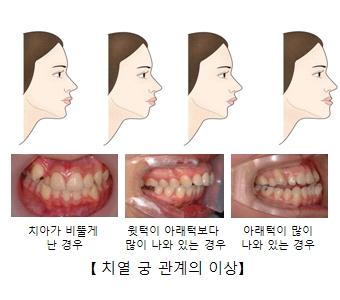 치아가 비뚤게
난 경우
윗턱이 아래턱보다
많이 나와 있는 경우
아래턱이 많이
나와 있는 경우
【 치열 궁 관계의 이상】